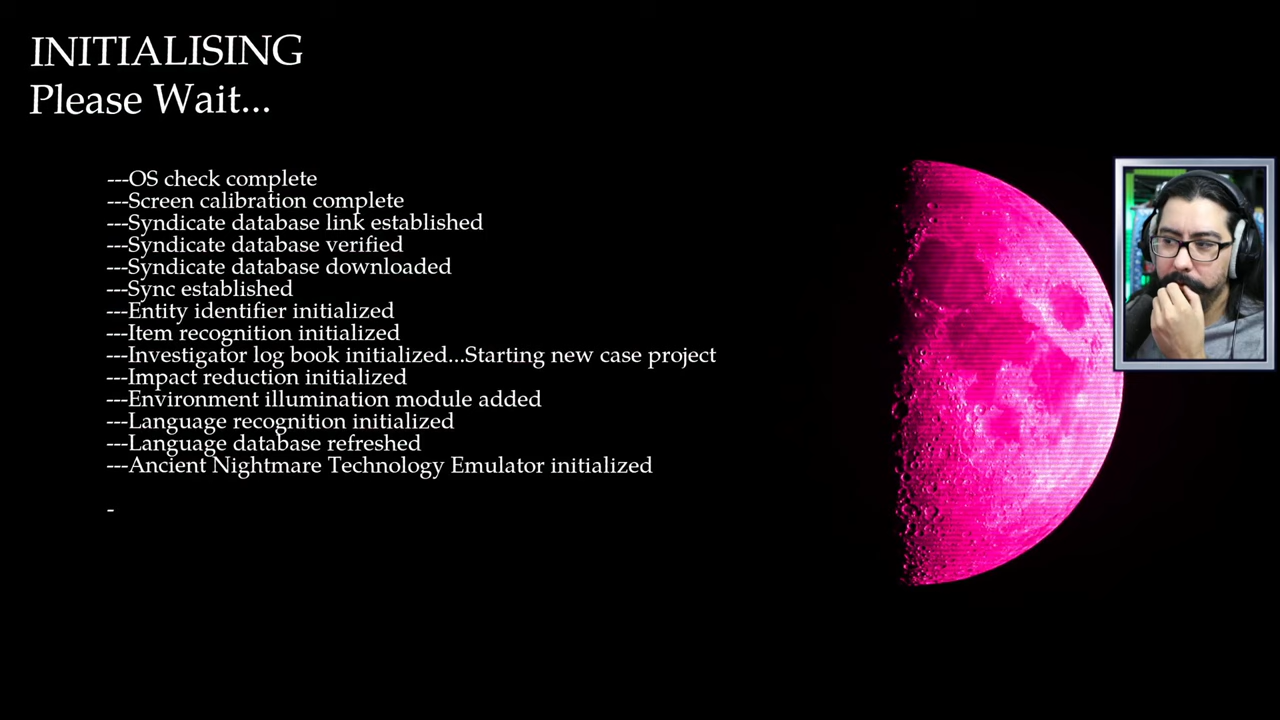 INITIALISING
Please Wait...
---OS check complete
---Screen calibration complete
---Syndicate database link established
---Syndicate database verified
---Syndicate database downloaded
---Sync established
---Entity identifier initialized
---Item recognition initialized
---Investigator log book initialized...Starting new case project
---Impact reduction initialized
---Environment illumination module added
---Language recognition initialized
---Language database refreshed
---Ancient Nightmare Technology Emulator initialized
-